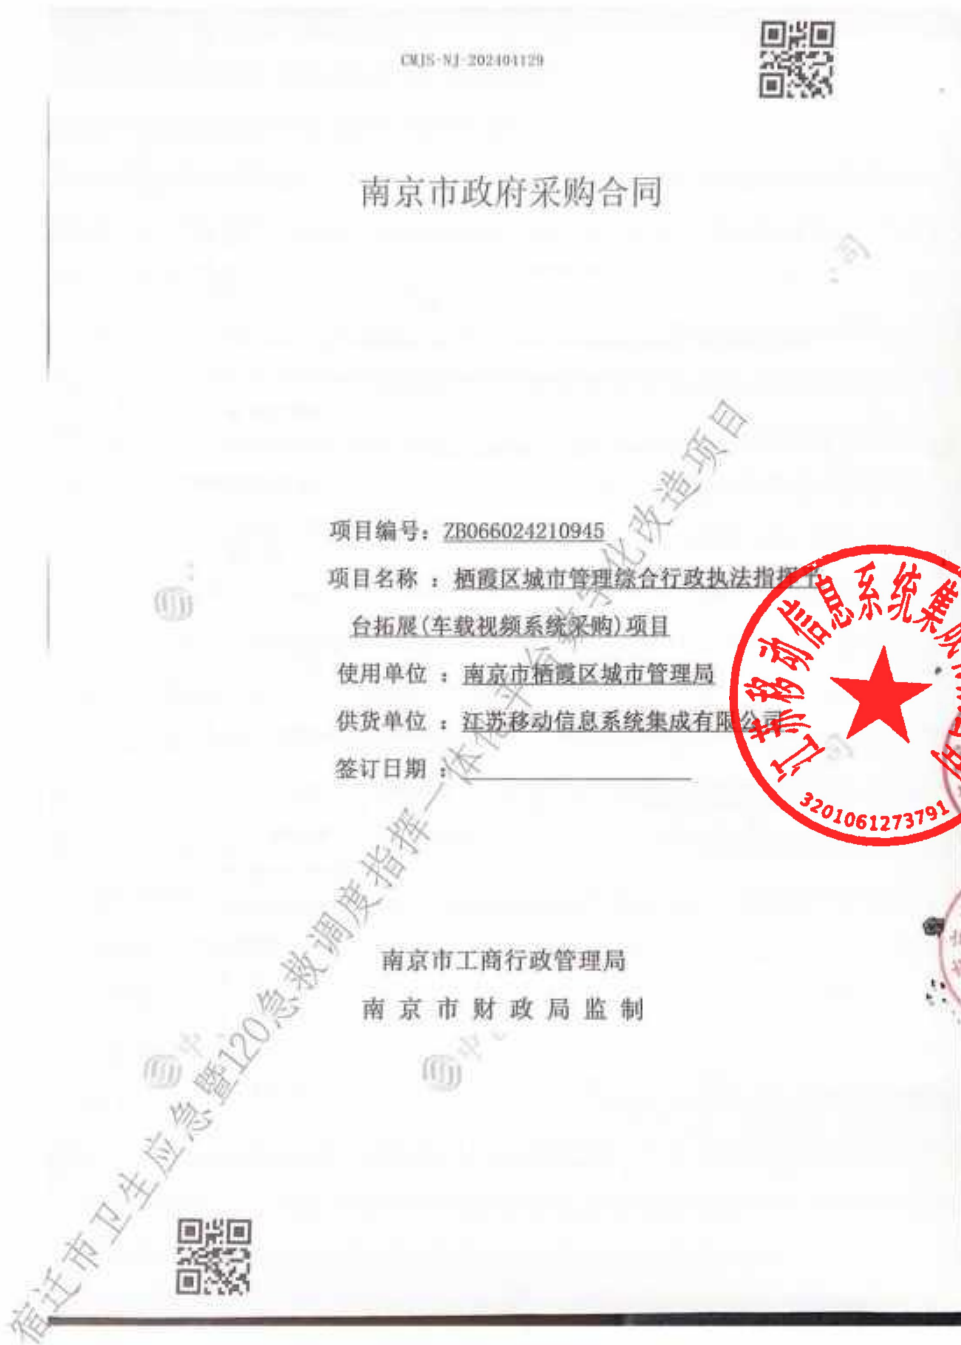 CMJS-NJ-202401129
南京市政府采购合同
项目编号：ZB066024210945
项目名称 ：栖霞区城市管理综合行政执法指挥平
台拓展(车载视频系统采购)项目
使用单位 ：南京市栖霞区城市管理局
供货单位 ：江苏移动信息系统集成有限公司
签订日期 ：
江苏移动信息系统集成
3201061273791
南京市工商行政管理局
南京市财政局监制
宿迁市卫生应急暨120急救调度指挥一体化平台数字化改造项目